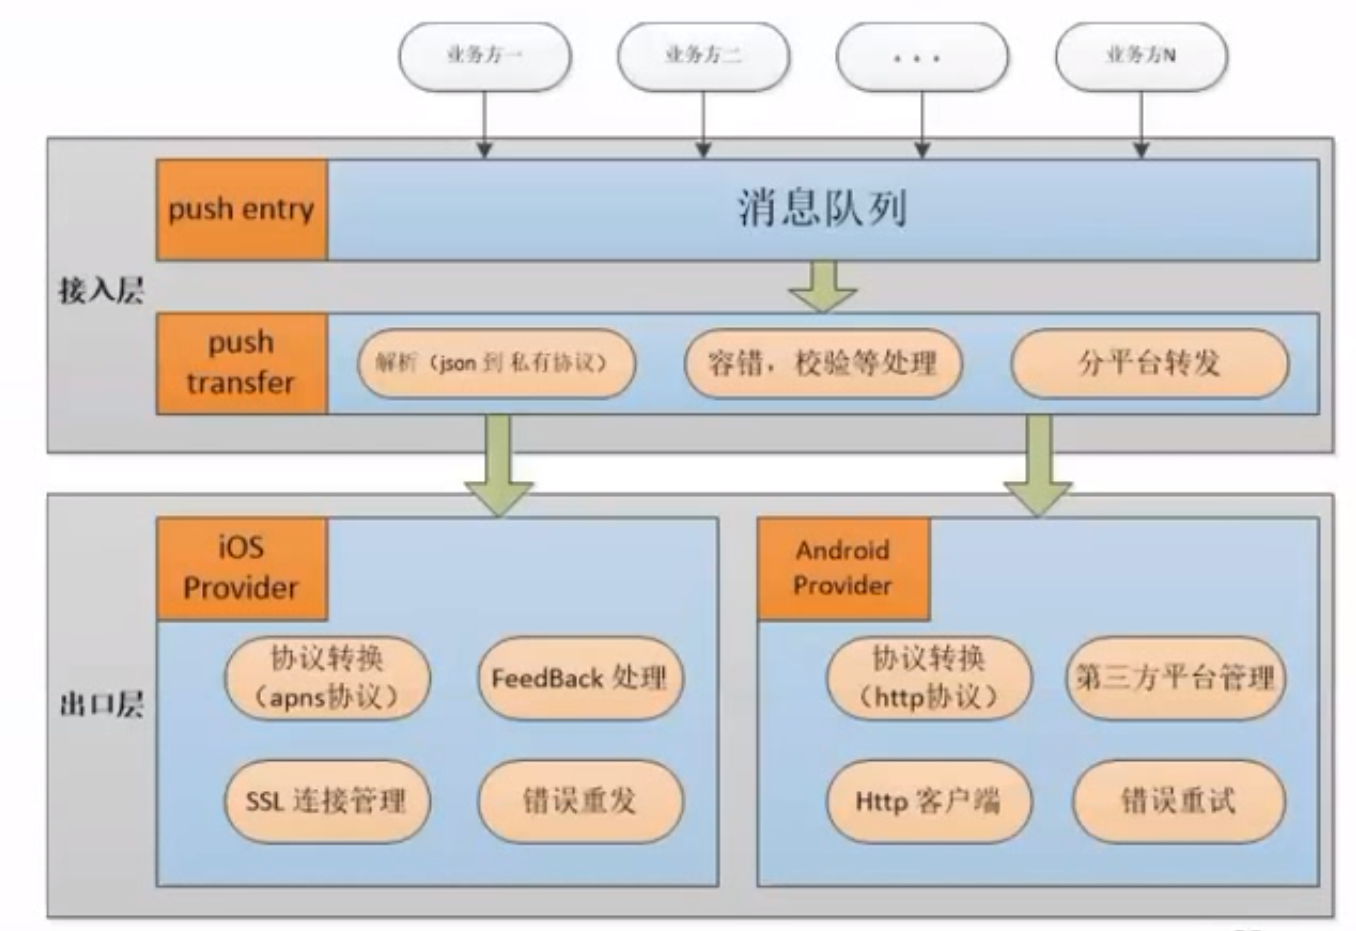 业务方一
业务方二
...
业务方N
push entry
消息队列
接入层
push
transfer
解析（json 到 私有协议）
容错，校验等处理
分平台转发
iOS
Provider
Android
Provider
协议转换
（apns协议）
FeedBack 处理
协议转换
（http协议）
第三方平台管理
出口层
SSL 连接管理
错误重发
Http 客户端
错误重试